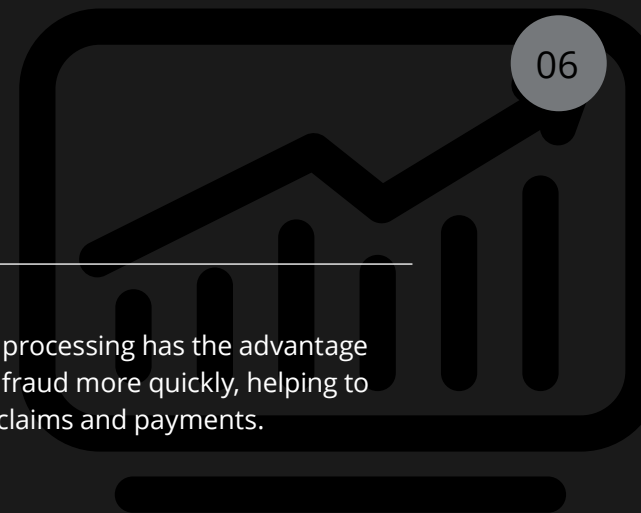 06
processing has the advantage
fraud more quickly, helping to
claims and payments.